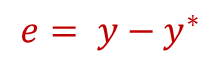 e = y − y*